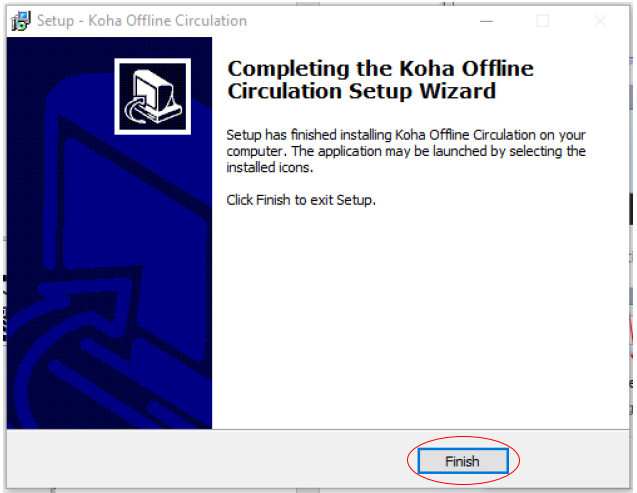 Setup - Koha Offline Circulation
Completing the Koha Offline
Circulation Setup Wizard
Setup has finished installing Koha Offline Circulation on your
computer. The application may be launched by selecting the
installed icons.
Click Finish to exit Setup.
Finish